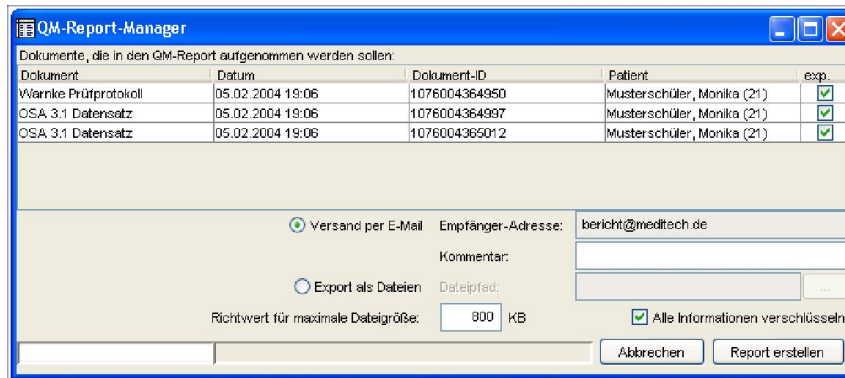 QM-Report-Manager
Dokumente, die in den QM-Report aufgenommen werden sollen:
Dokument Datum Dokument-ID Patient exp.
Warnke Prüfprotokoll 05.02.2004 19:06 1076004364950 Musterschüler, Monika (21)
OSA 3.1 Datensatz 05.02.2004 19:06 1076004364997 Musterschüler, Monika (21)
OSA 3.1 Datensatz 05.02.2004 19:06 1076004365012 Musterschüler, Monika (21)
Versand per E-Mail Empfänger-Adresse: bericht@meditech.de
Kommentar:
Export als Dateien Dateipfad: ...
Richtwert für maximale Dateigröße: 800 KB Alle Informationen verschlüsseln
Abbrechen Report erstellen